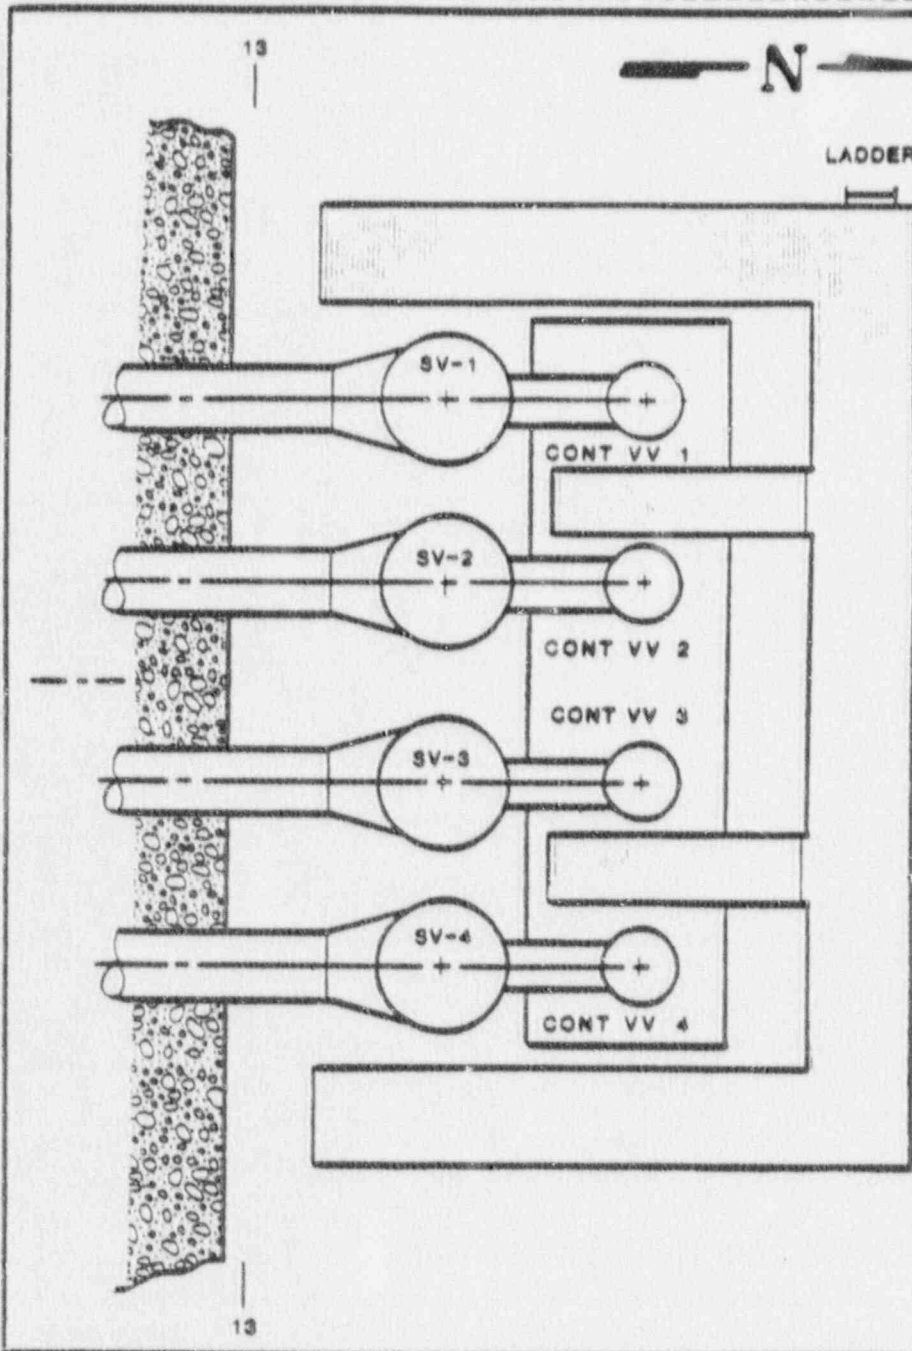 13
N
LADDER
SV-1
CONT VV 1
SV-2
CONT VV 2
CONT VV 3
SV-3
SV-4
CONT VV 4
13